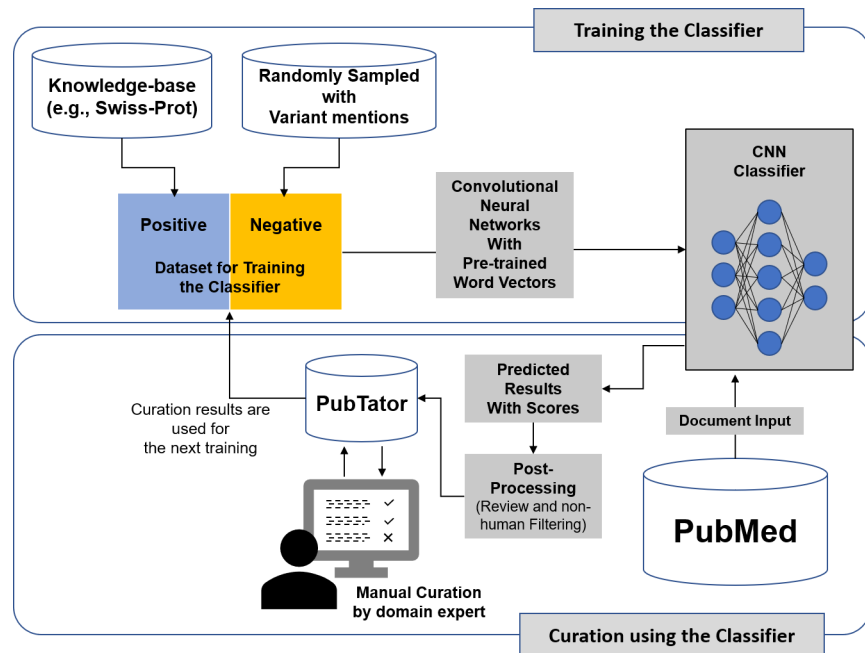 Training the Classifier
Knowledge-base
(e.g., Swiss-Prot)
Randomly Sampled
with
Variant mentions
Positive
Negative
Dataset for Training
the Classifier
Convolutional
Neural
Networks
With
Pre-trained
Word Vectors
CNN
Classifier
Predicted
Results
With Scores
Document Input
PubMed
Post-
Processing
(Review and non-
human Filtering)
PubTator
Curation results are
used for
the next training
Manual Curation
by domain expert
Curation using the Classifier